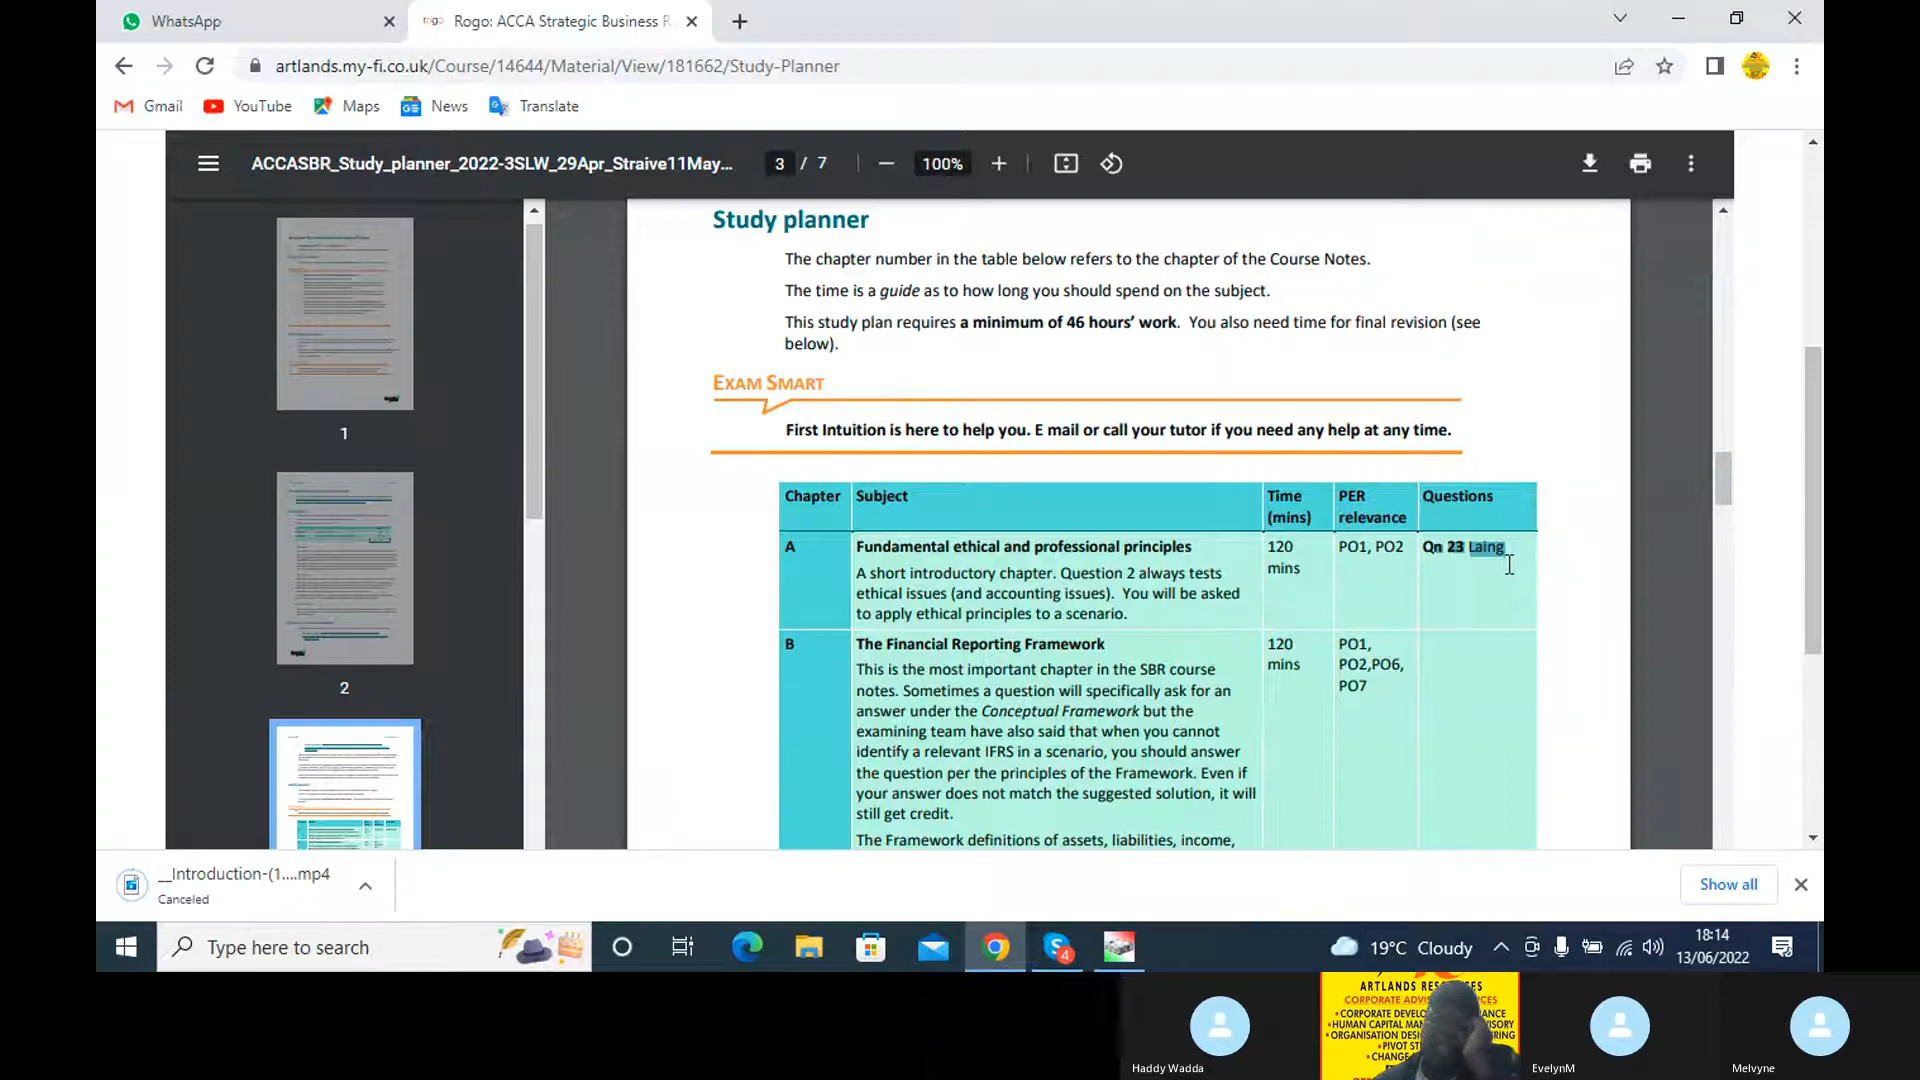 WhatsApp
rogo Rogo: ACCA Strategic Business R
artlands.my-fi.co.uk/Course/14644/Material/View/181662/Study-Planner
Gmail YouTube Maps News Translate
ACCASBR_Study_planner_2022-3SLW_29Apr_Straive11May... 3 / 7 100%
Study planner
The chapter number in the table below refers to the chapter of the Course Notes.
The time is a guide as to how long you should spend on the subject.
This study plan requires a minimum of 46 hours' work. You also need time for final revision (see
below).
EXAM SMART
First Intuition is here to help you. E mail or call your tutor if you need any help at any time.
Chapter Subject Time (mins) PER relevance Questions
A Fundamental ethical and professional principles 120 mins PO1, PO2 Qn 23 Laing
A short introductory chapter. Question 2 always tests
ethical issues (and accounting issues). You will be asked
to apply ethical principles to a scenario.
B The Financial Reporting Framework 120 mins PO1, PO2,PO6, PO7
This is the most important chapter in the SBR course
notes. Sometimes a question will specifically ask for an
answer under the Conceptual Framework but the
examining team have also said that when you cannot
identify a relevant IFRS in a scenario, you should answer
the question per the principles of the Framework. Even if
your answer does not match the suggested solution, it will
still get credit.
The Framework definitions of assets, liabilities, income,
1
2
__Introduction-(1....mp4
Canceled
Show all
Type here to search
4
19°C Cloudy
18:14
13/06/2022
ARTLANDS
CORPORATE
• CORPORATE
• HUMAN CAPITAL
• ORGANISATION
• PIVOT
• CHANGE
Haddy Wadda
EvelynM
Melvyne